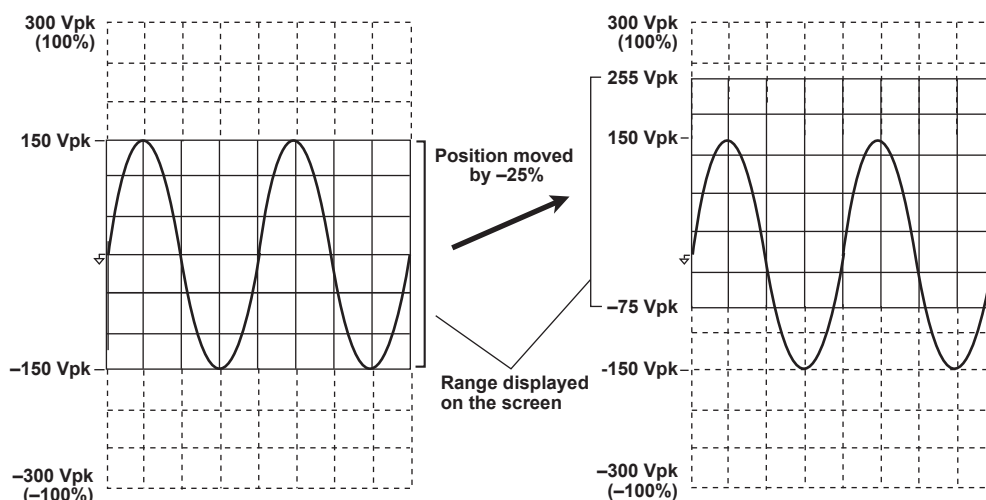 300 Vpk
(100%)
150 Vpk
–150 Vpk
–300 Vpk
(–100%)
Position moved
by –25%
Range displayed
on the screen
300 Vpk
(100%)
255 Vpk
150 Vpk
–75 Vpk
-150 Vpk
–300 Vpk
(–100%)